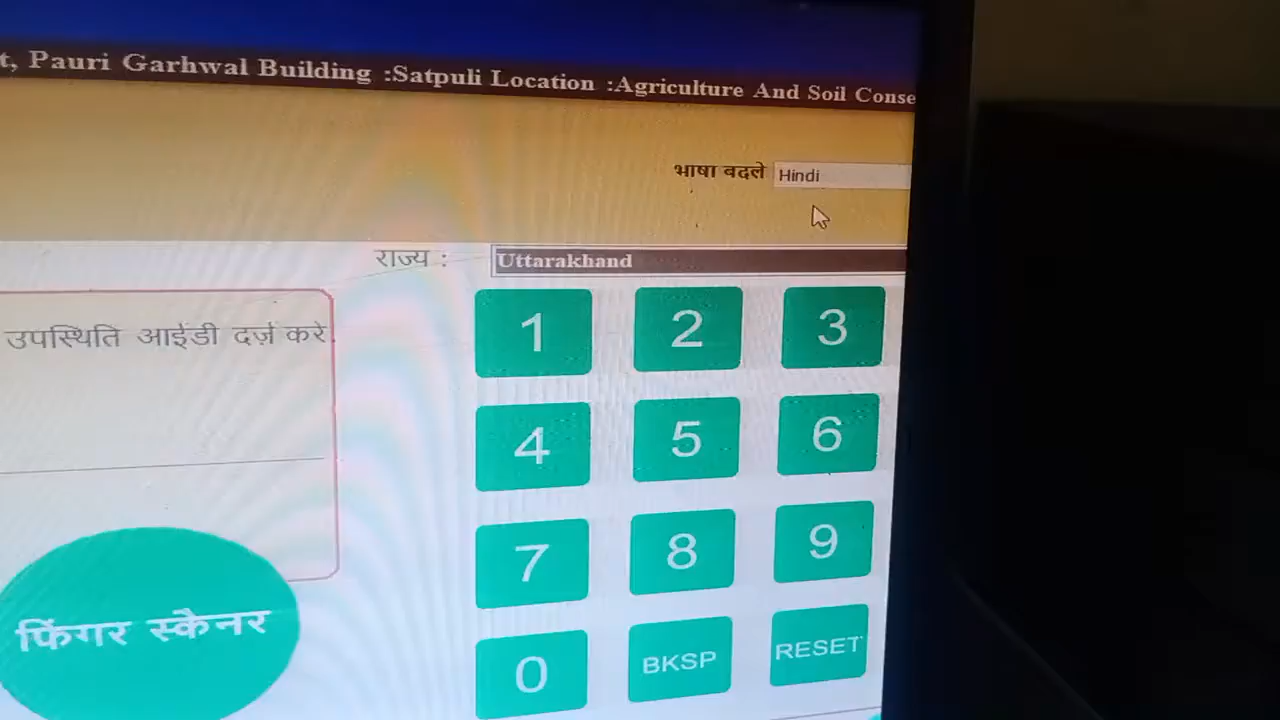 t, Pauri Garhwal Building :Satpuli Location :Agriculture And Soil Conse
भाषा बदले Hindi
राज्य : Uttarakhand
उपस्थिति आईडी दर्ज़ करे.
1 2 3
4 5 6
7 8 9
फिंगर स्कैनर
0 BKSP RESET